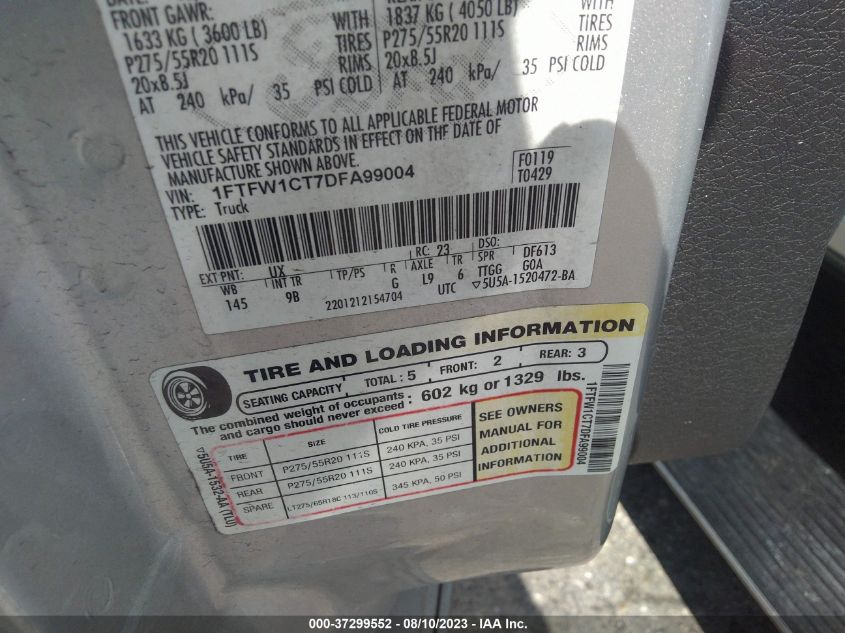 FRONT GAWR:
1633 KG ( 3600 LB) WITH
P275/55R20 111S TIRES
20x8.5J RIMS
AT 240 kPa/ 35 PSI COLD
1837 KG ( 4050 LB) WITH
P275/55R20 111S TIRES
20x8.5J RIMS
AT 240 kPa/ 35 PSI COLD
THIS VEHICLE CONFORMS TO ALL APPLICABLE FEDERAL MOTOR
VEHICLE SAFETY STANDARDS IN EFFECT ON THE DATE OF
MANUFACTURE SHOWN ABOVE.
VIN: 1FTFW1CT7DFA99004
TYPE: Truck
F0119
T0429
EXT PNT: UX RC: 23 DSO: DF613
WB INT TR TP/PS R AXLE TR SPR
145 9B G L9 6 TTGG G0A
2201212154704 UTC ▽5U5A-1520472-BA
TIRE AND LOADING INFORMATION
SEATING CAPACITY TOTAL : 5 FRONT: 2 REAR: 3
The combined weight of occupants
and cargo should never exceed : 602 kg or 1329 lbs.
TIRE SIZE COLD TIRE PRESSURE
FRONT P275/55R20 111S 240 KPA, 35 PSI
REAR P275/55R20 111S 240 KPA, 35 PSI
SPARE LT275/65R18C 113/110S 345 KPA, 50 PSI
SEE OWNERS
MANUAL FOR
ADDITIONAL
INFORMATION
▽5U5A-1532-AA (TLU)
1FTFW1CT7DFA99004
000-37299552 - 08/10/2023 - IAA Inc.